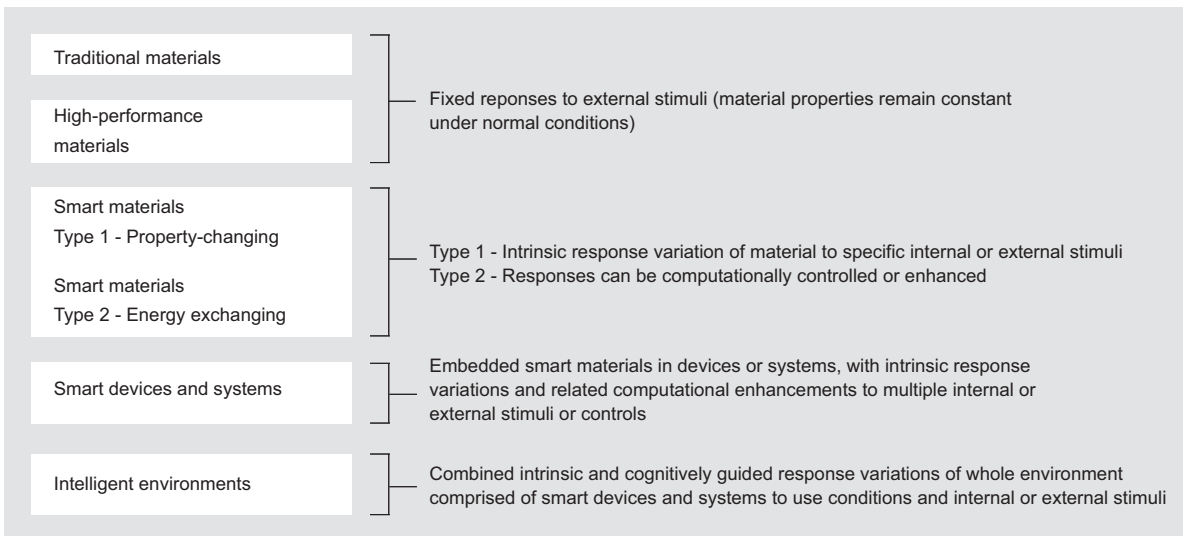 Traditional materials
High-performance
materials
Fixed reponses to external stimuli (material properties remain constant
under normal conditions)
Smart materials
Type 1 - Property-changing
Smart materials
Type 2 - Energy exchanging
Type 1 - Intrinsic response variation of material to specific internal or external stimuli
Type 2 - Responses can be computationally controlled or enhanced
Smart devices and systems
Embedded smart materials in devices or systems, with intrinsic response
variations and related computational enhancements to multiple internal or
external stimuli or controls
Intelligent environments
Combined intrinsic and cognitively guided response variations of whole environment
comprised of smart devices and systems to use conditions and internal or external stimuli